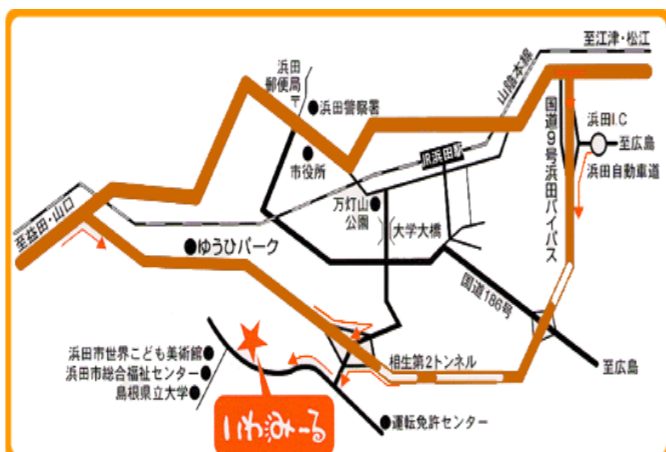 至江津・松江
山陰本線
浜田
郵便局
〒
浜田警察署
市役所
JR浜田駅
国道9号浜田バイパス
浜田I.C
至広島
浜田自動車道
万灯山
公園
大学大橋
至益田・山口
ゆうひパーク
国道186号
至広島
相生第2トンネル
浜田市世界こども美術館
浜田市総合福祉センター
島根県立大学
いわみーる
運転免許センター